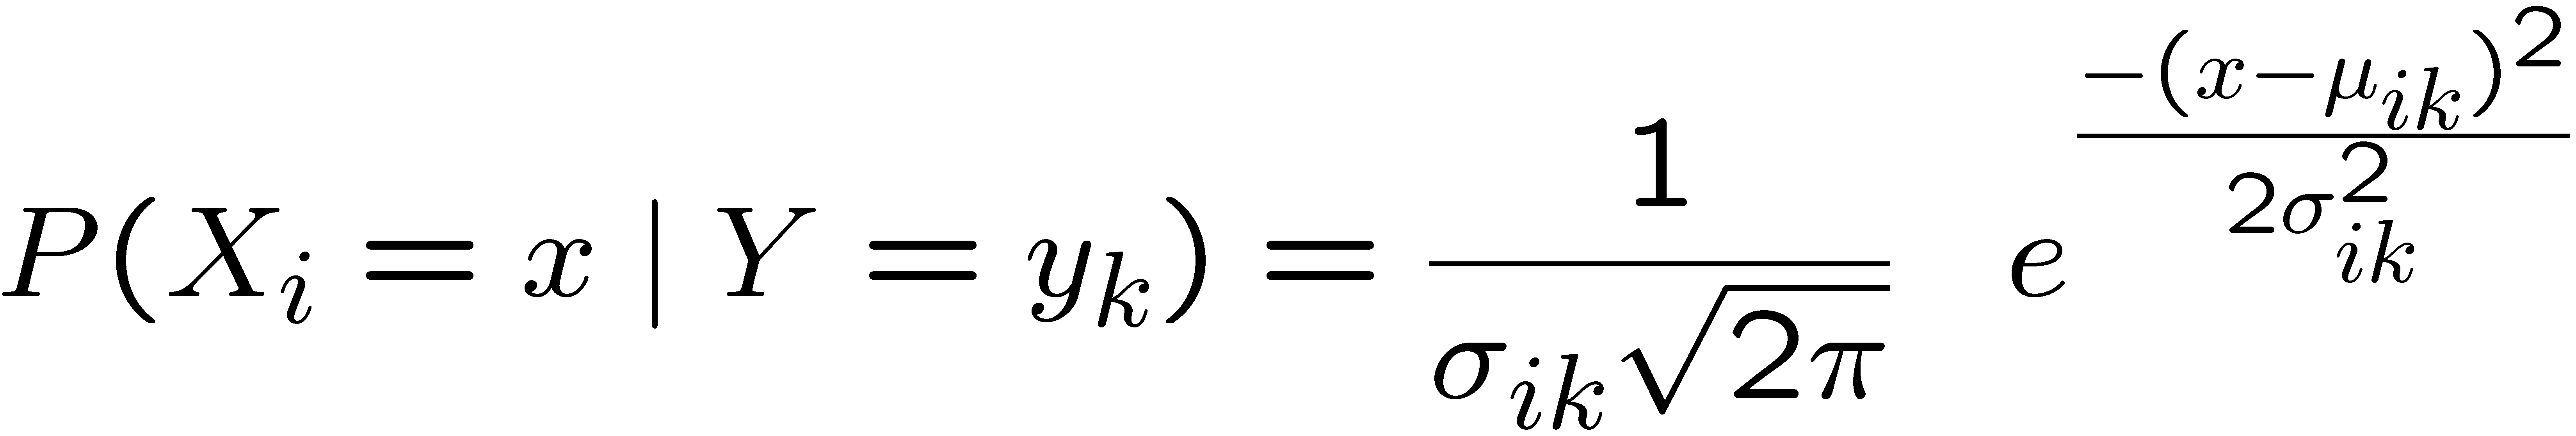 P(X_i = x | Y = y_k) = \frac{1}{\sigma_{ik}\sqrt{2\pi}} e^{\frac{-(x-\mu_{ik})^2}{2\sigma_{ik}^2}}